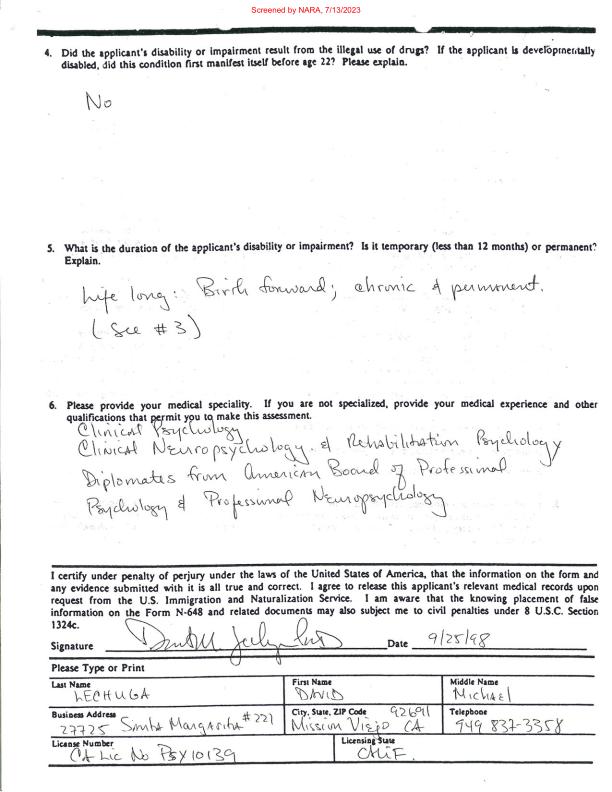 Screened by NARA, 7/13/2023
4. Did the applicant's disability or impairment result from the illegal use of drugs? If the applicant is developmentally
disabled, did this condition first manifest itself before age 22? Please explain.
No
5. What is the duration of the applicant's disability or impairment? Is it temporary (less than 12 months) or permanent?
Explain.
Life long: Birth forward; chronic & permanent.
(See #3)
6. Please provide your medical speciality. If you are not specialized, provide your medical experience and other
qualifications that permit you to make this assessment.
Clinical Psychology
Clinical Neuropsychology & Rehabilitation Psychology
Diplomates from American Board of Professional
Psychology & Professional Neuropsychology
I certify under penalty of perjury under the laws of the United States of America, that the information on the form and
any evidence submitted with it is all true and correct. I agree to release this applicant's relevant medical records upon
request from the U.S. Immigration and Naturalization Service. I am aware that the knowing placement of false
information on the Form N-648 and related documents may also subject me to civil penalties under 8 U.S.C. Section
1324c.
Signature Date 9/25/98
Please Type or Print
Last Name First Name Middle Name
LECHUGA DAVID Michael
Business Address City, State, ZIP Code 92691 Telephone
27725 Santa Margarita #221 Mission Viejo CA 949 837-3358
License Number Licensing State
CA Lic No PSY10139 CALIF.